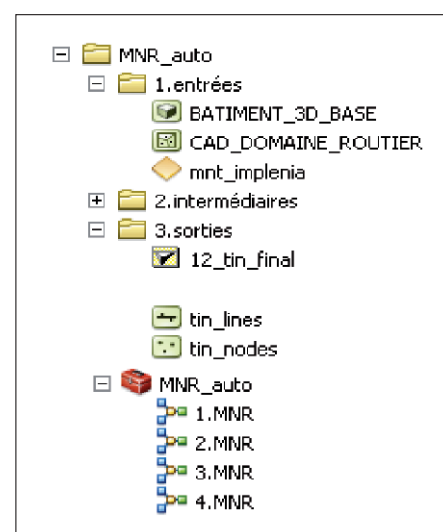 MNR_auto
1.entrées
BATIMENT_3D_BASE
CAD_DOMAINE_ROUTIER
mnt_implenia
2.intermédiaires
3.sorties
12_tin_final
tin_lines
tin_nodes
MNR_auto
1.MNR
2.MNR
3.MNR
4.MNR